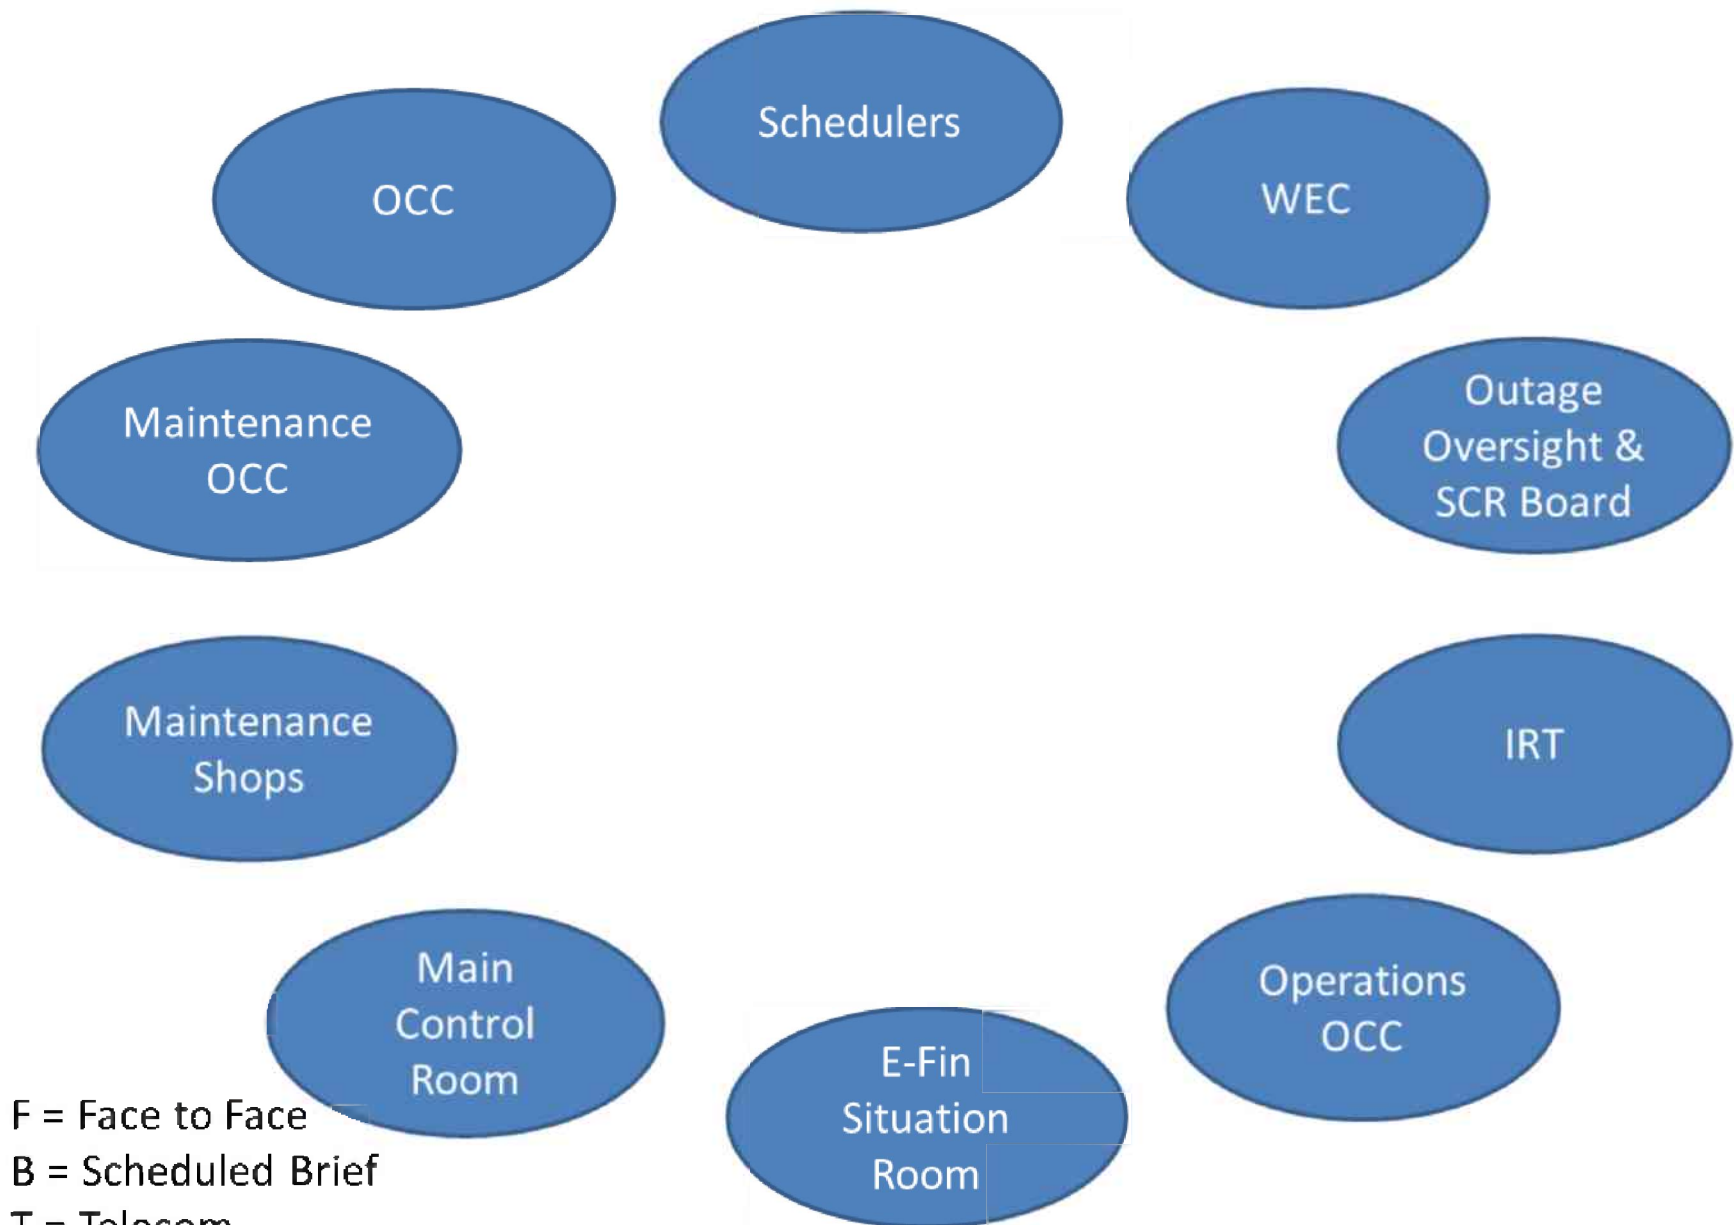 Schedulers
OCC
WEC
Outage
Oversight &
SCR Board
Maintenance
OCC
Maintenance
Shops
IRT
Main
Control
Room
Operations
OCC
E-Fin
Situation
Room
F = Face to Face
B = Scheduled Brief
T = Telecom